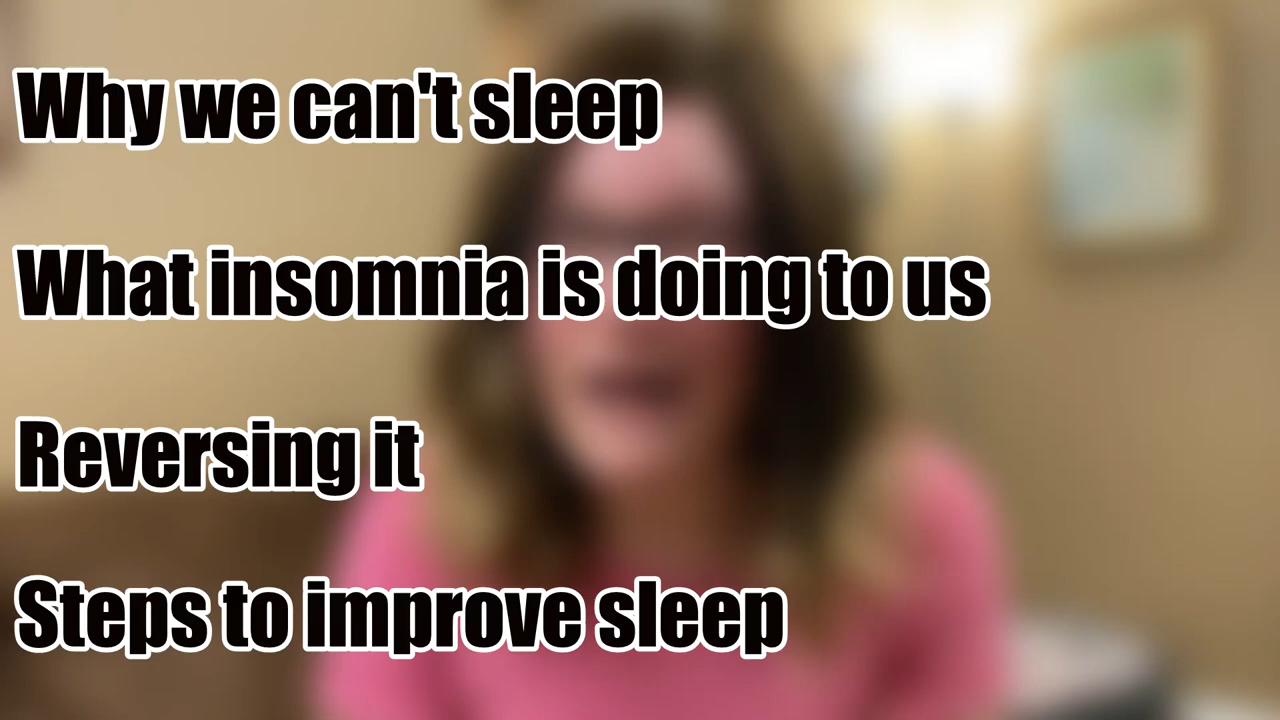 Why we can't sleep
What insomnia is doing to us
Reversing it
Steps to improve sleep